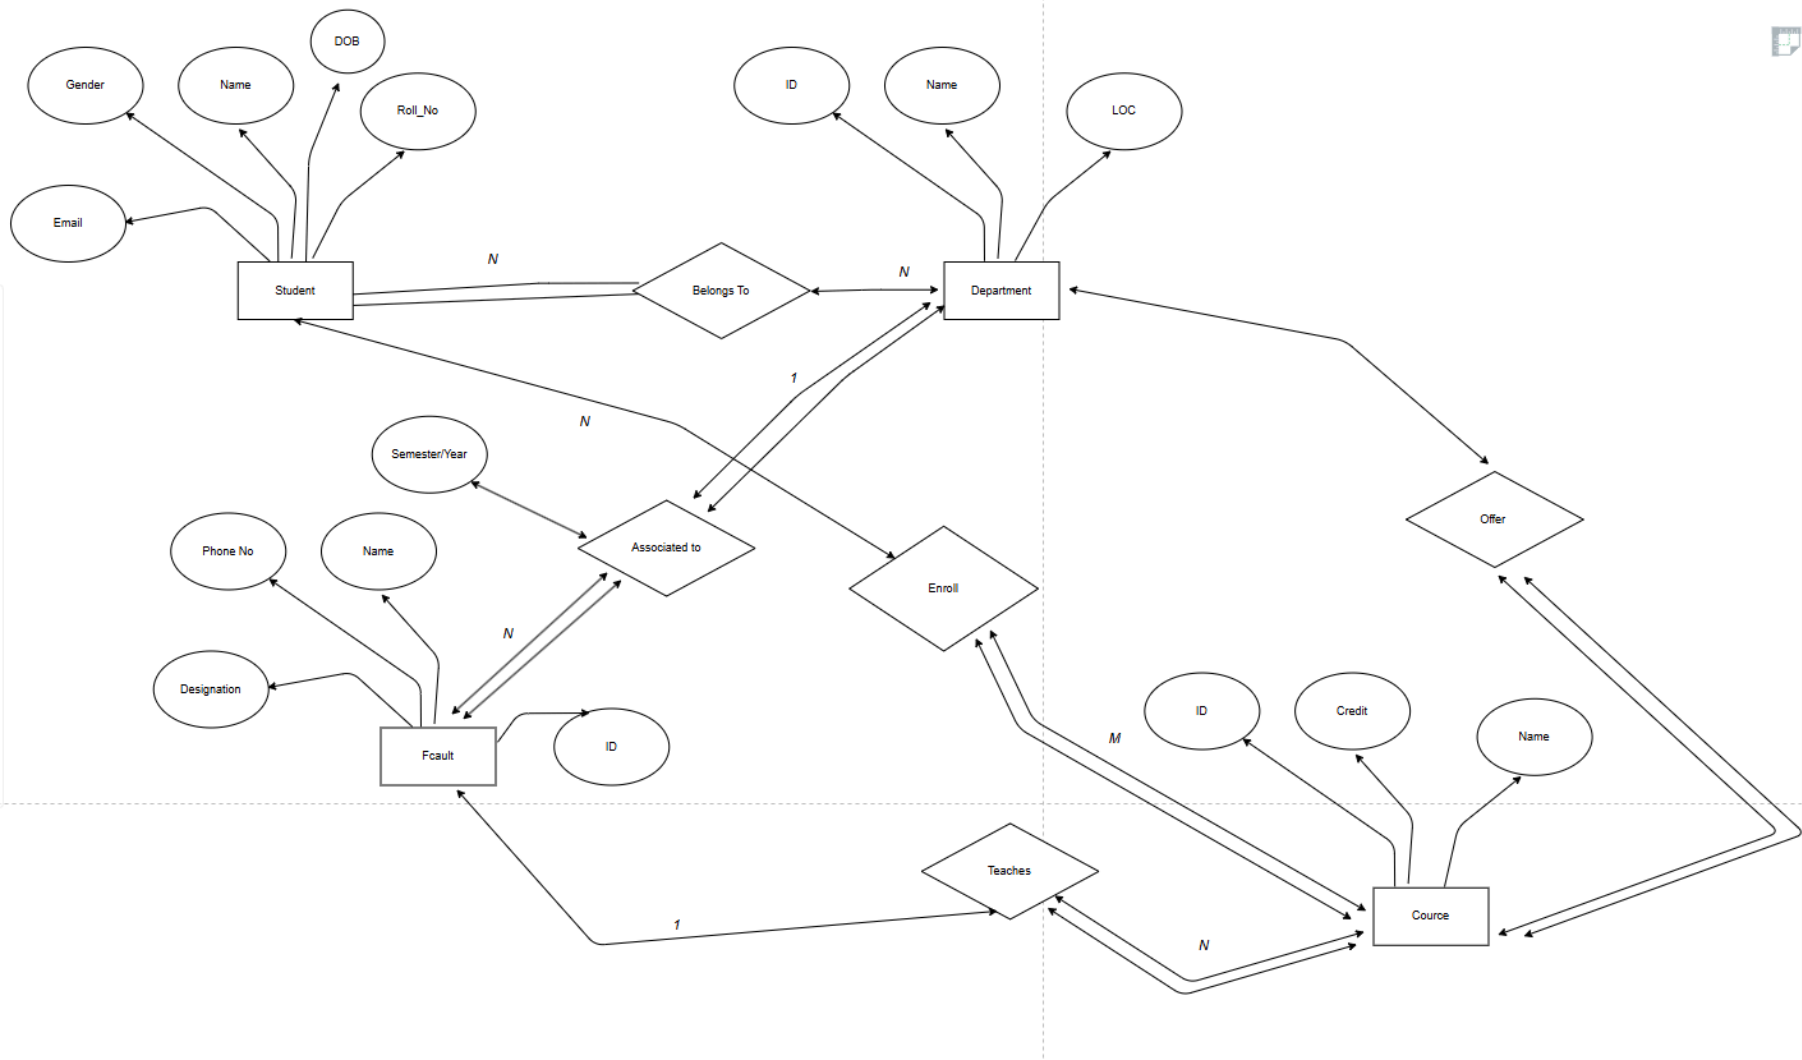 DOB
Gender
Name
Roll_No
ID
Name
LOC
Email
N
N
Student
Belongs To
Department
1
N
Semester/Year
Offer
Phone No
Name
Associated to
Enroll
N
Designation
ID
Credit
Name
M
Fcault
ID
Teaches
Cource
1
N